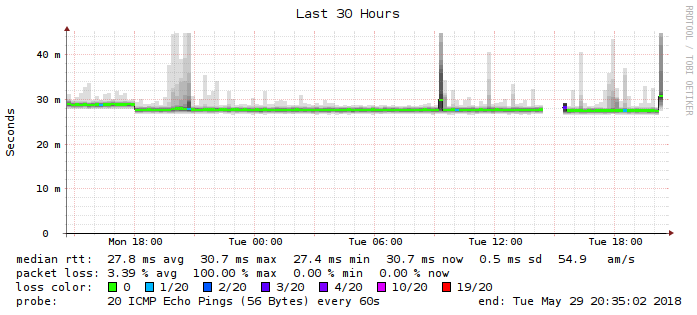 Last 30 Hours
RRDTOOL / TOBI OETIKER
Seconds
40 m
30 m
20 m
10 m
0
Mon 18:00 Tue 00:00 Tue 06:00 Tue 12:00 Tue 18:00
median rtt: 27.8 ms avg 30.7 ms max 27.4 ms min 30.7 ms now 0.5 ms sd 54.9 am/s
packet loss: 3.39 % avg 100.00 % max 0.00 % min 0.00 % now
loss color: 0 1/20 2/20 3/20 4/20 10/20 19/20
probe: 20 ICMP Echo Pings (56 Bytes) every 60s end: Tue May 29 20:35:02 2018